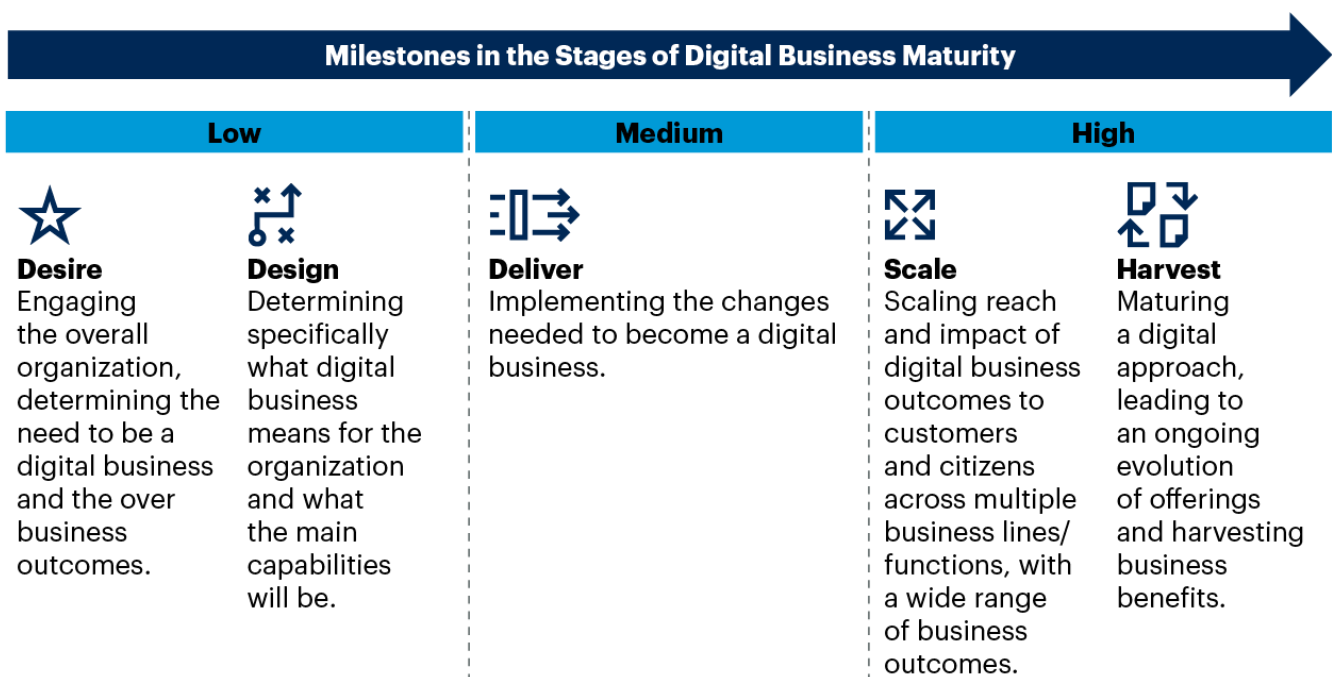 Milestones in the Stages of Digital Business Maturity
Low
Medium
High
Desire
Engaging
the overall
organization,
determining the
need to be a
digital business
and the over
business
outcomes.
Design
Determining
specifically
what digital
business
means for the
organization
and what
the main
capabilities
will be.
Deliver
Implementing the changes
needed to become a digital
business.
Scale
Scaling reach
and impact of
digital business
outcomes to
customers
and citizens
across multiple
business lines/
functions, with
a wide range
of business
outcomes.
Harvest
Maturing
a digital
approach,
leading to
an ongoing
evolution
of offerings
and harvesting
business
benefits.